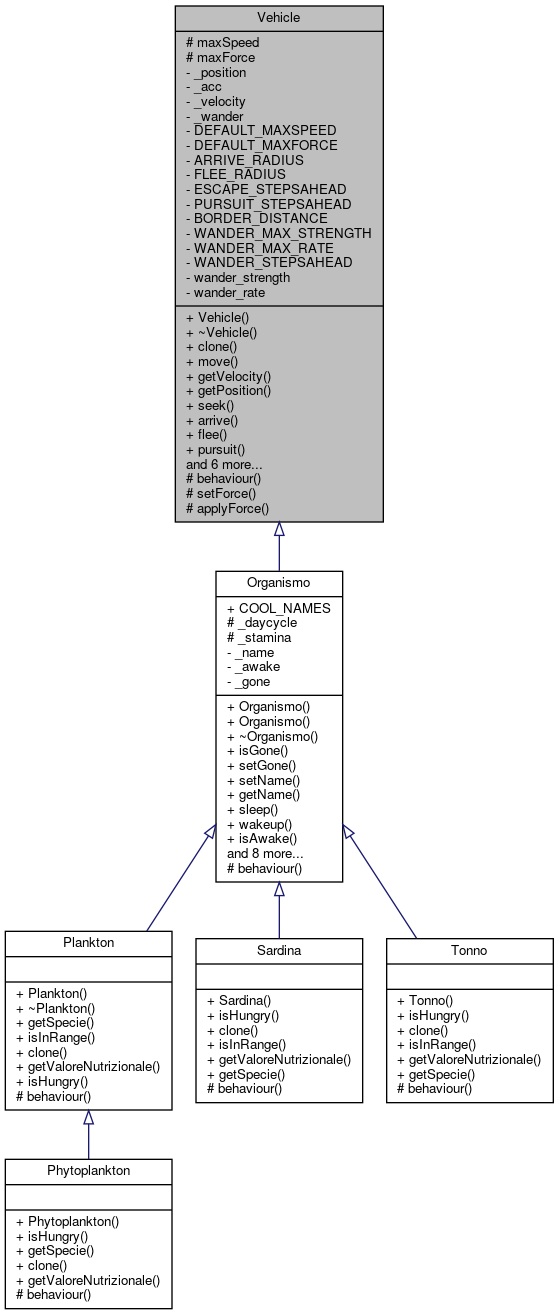 Vehicle
# maxSpeed
# maxForce
- _position
- _acc
- _velocity
- _wander
- DEFAULT_MAXSPEED
- DEFAULT_MAXFORCE
- ARRIVE_RADIUS
- FLEE_RADIUS
- ESCAPE_STEPSAHEAD
- PURSUIT_STEPSAHEAD
- BORDER_DISTANCE
- WANDER_MAX_STRENGTH
- WANDER_MAX_RATE
- WANDER_STEPSAHEAD
- wander_strength
- wander_rate
+ Vehicle()
+ ~Vehicle()
+ clone()
+ move()
+ getVelocity()
+ getPosition()
+ seek()
+ arrive()
+ flee()
+ pursuit()
and 6 more...
# behaviour()
# setForce()
# applyForce()
Organismo
+ COOL_NAMES
# _daycycle
# _stamina
- _name
- _awake
- _gone
+ Organismo()
+ Organismo()
+ ~Organismo()
+ isGone()
+ setGone()
+ setName()
+ getName()
+ sleep()
+ wakeup()
+ isAwake()
and 8 more...
# behaviour()
Plankton
+ Plankton()
+ ~Plankton()
+ getSpecie()
+ isInRange()
+ clone()
+ getValoreNutrizionale()
+ isHungry()
# behaviour()
Sardina
+ Sardina()
+ isHungry()
+ clone()
+ isInRange()
+ getValoreNutrizionale()
+ getSpecie()
# behaviour()
Tonno
+ Tonno()
+ isHungry()
+ clone()
+ isInRange()
+ getValoreNutrizionale()
+ getSpecie()
# behaviour()
Phytoplankton
+ Phytoplankton()
+ isHungry()
+ getSpecie()
+ clone()
+ getValoreNutrizionale()
# behaviour()